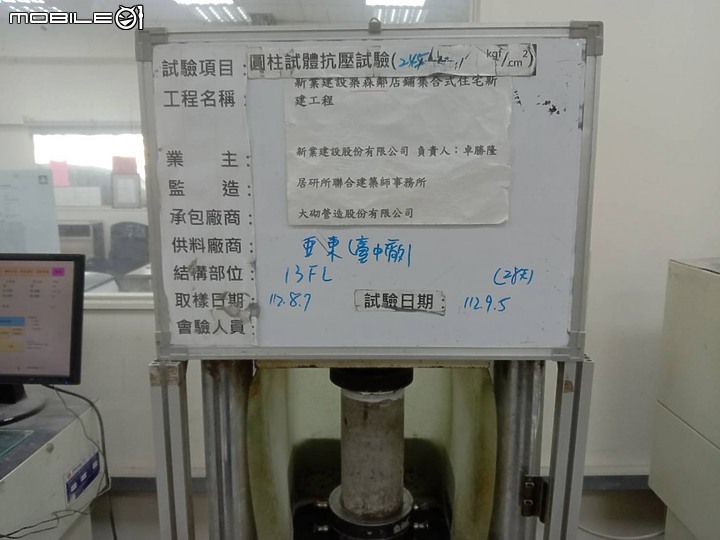 MOBILE01
試驗項目：圓柱試體抗壓試驗( kgf/cm²)
工程名稱：新業建設築森鄰店鋪集合式住宅新
建工程
業主：新業建設股份有限公司 負責人：卓勝隆
監造：居研所聯合建築師事務所
承包廠商：大砌營造股份有限公司
供料廠商：亞東(臺中廠)
結構部位：13FL (28天)
取樣日期：112.8.7 試驗日期：112.9.5
會驗人員：